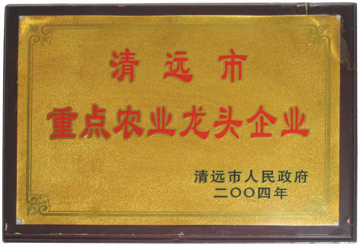 清远市
重点农业龙头企业
清远市人民政府
二〇〇四年